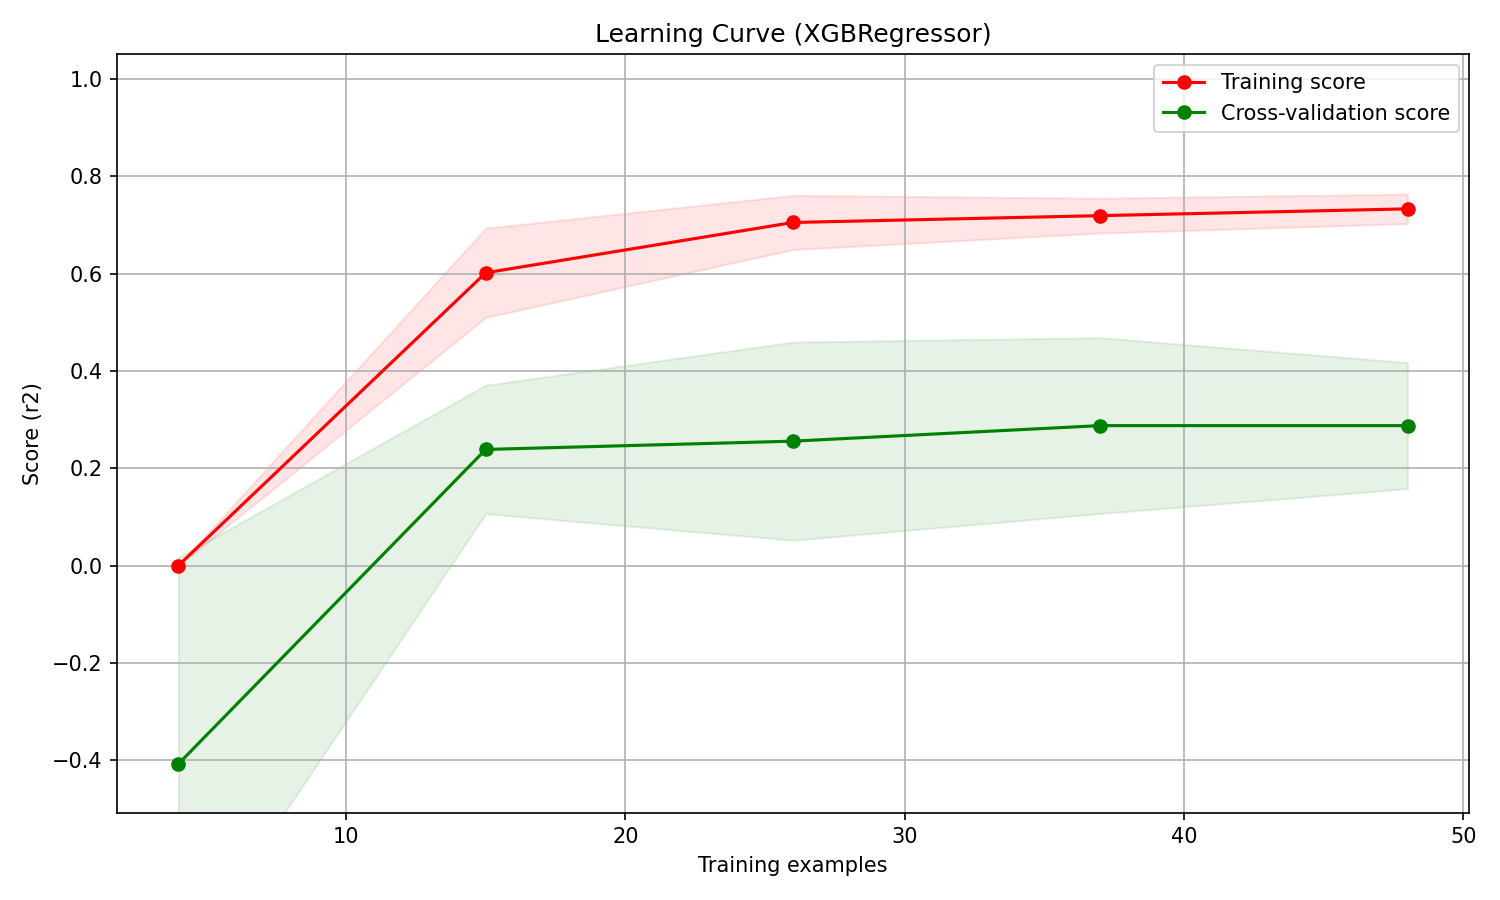 Learning Curve (XGBRegressor)
Training score
Cross-validation score
Score (r2)
1.0
0.8
0.6
0.4
0.2
0.0
−0.2
−0.4
10
20
30
40
50
Training examples